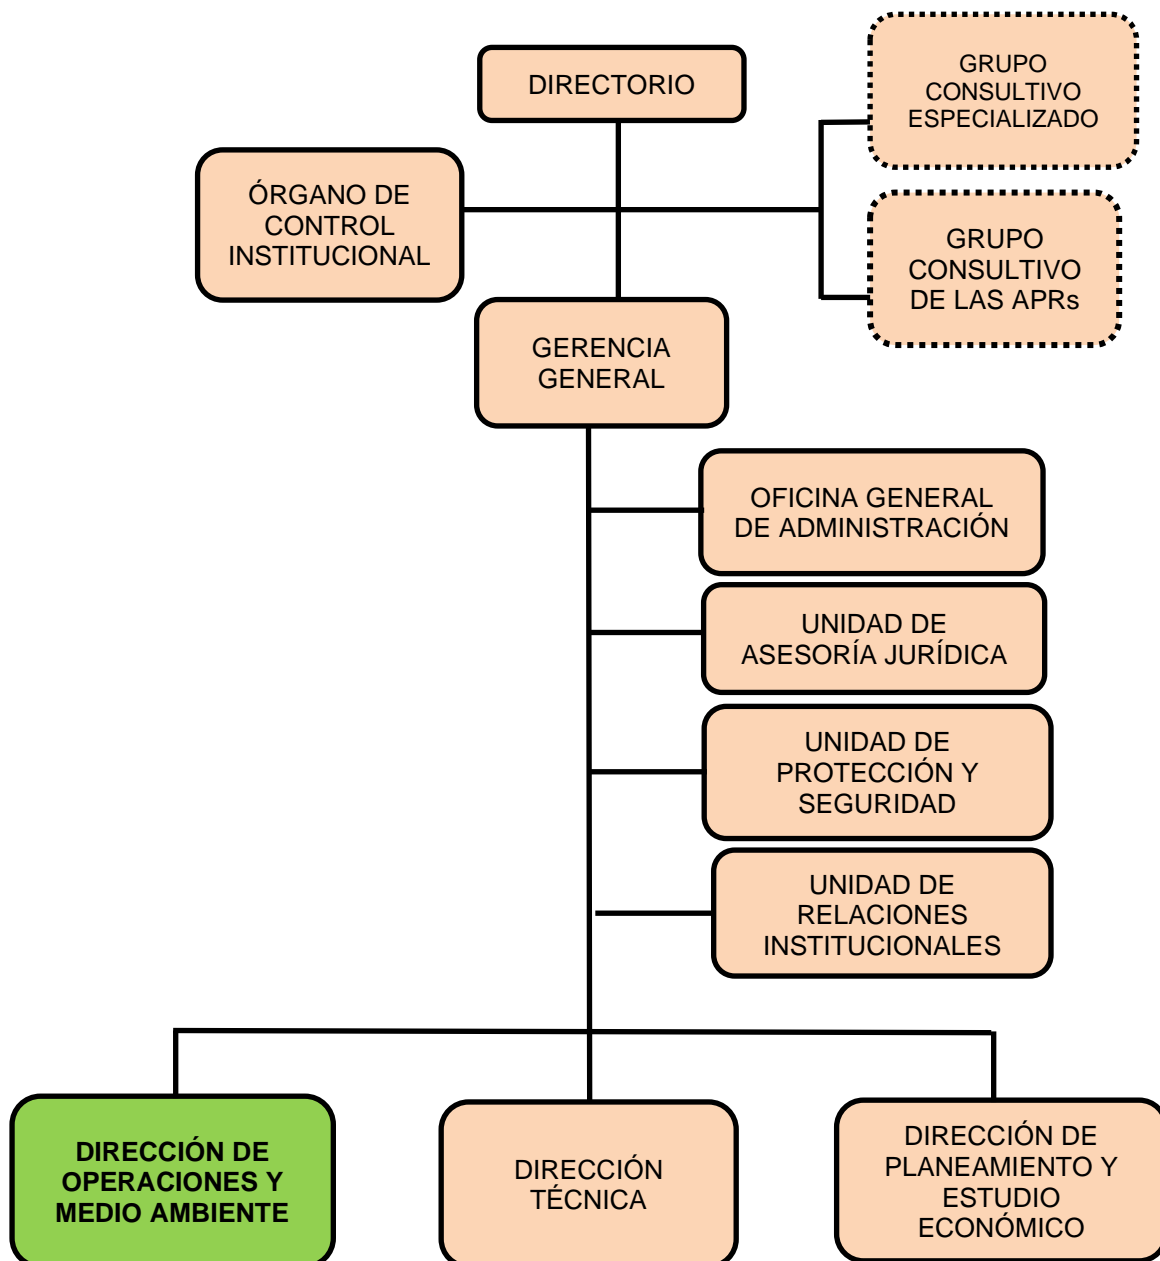 DIRECTORIO
GRUPO
CONSULTIVO
ESPECIALIZADO
ÓRGANO DE
CONTROL
INSTITUCIONAL
GRUPO
CONSULTIVO
DE LAS APRs
GERENCIA
GENERAL
OFICINA GENERAL
DE ADMINISTRACIÓN
UNIDAD DE
ASESORÍA JURÍDICA
UNIDAD DE
PROTECCIÓN Y
SEGURIDAD
UNIDAD DE
RELACIONES
INSTITUCIONALES
DIRECCIÓN DE
OPERACIONES Y
MEDIO AMBIENTE
DIRECCIÓN
TÉCNICA
DIRECCIÓN DE
PLANEAMIENTO Y
ESTUDIO
ECONÓMICO